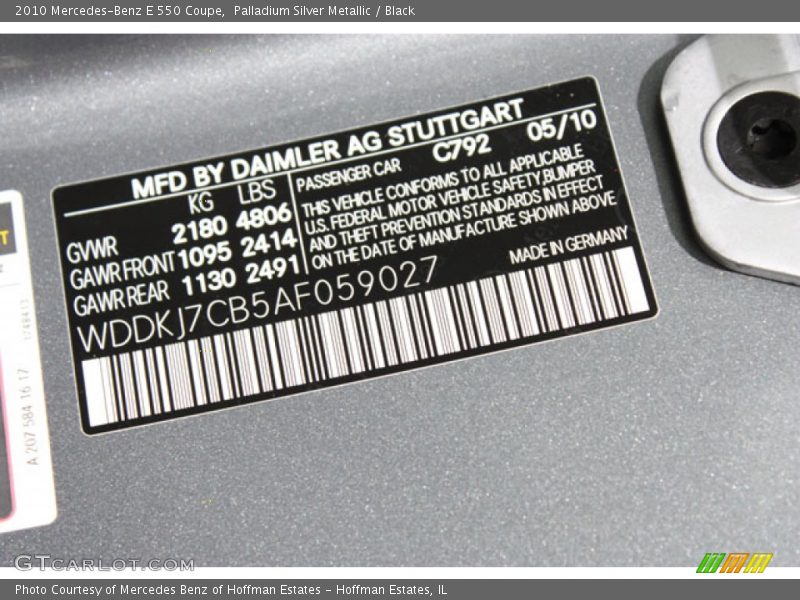 2010 Mercedes-Benz E 550 Coupe,  Palladium Silver Metallic / Black
MFD BY DAIMLER AG STUTTGART
KG LBS
GVWR 2180 4806
GAWR FRONT 1095 2414
GAWR REAR 1130 2491
PASSENGER CAR C792 05/10
THIS VEHICLE CONFORMS TO ALL APPLICABLE
U.S. FEDERAL MOTOR VEHICLE SAFETY,BUMPER
AND THEFT PREVENTION STANDARDS IN EFFECT
ON THE DATE OF MANUFACTURE SHOWN ABOVE
MADE IN GERMANY
WDDKJ7CB5AF059027
A 207 584 16 17
GTCARLOT.COM
Photo Courtesy of Mercedes Benz of Hoffman Estates - Hoffman Estates, IL